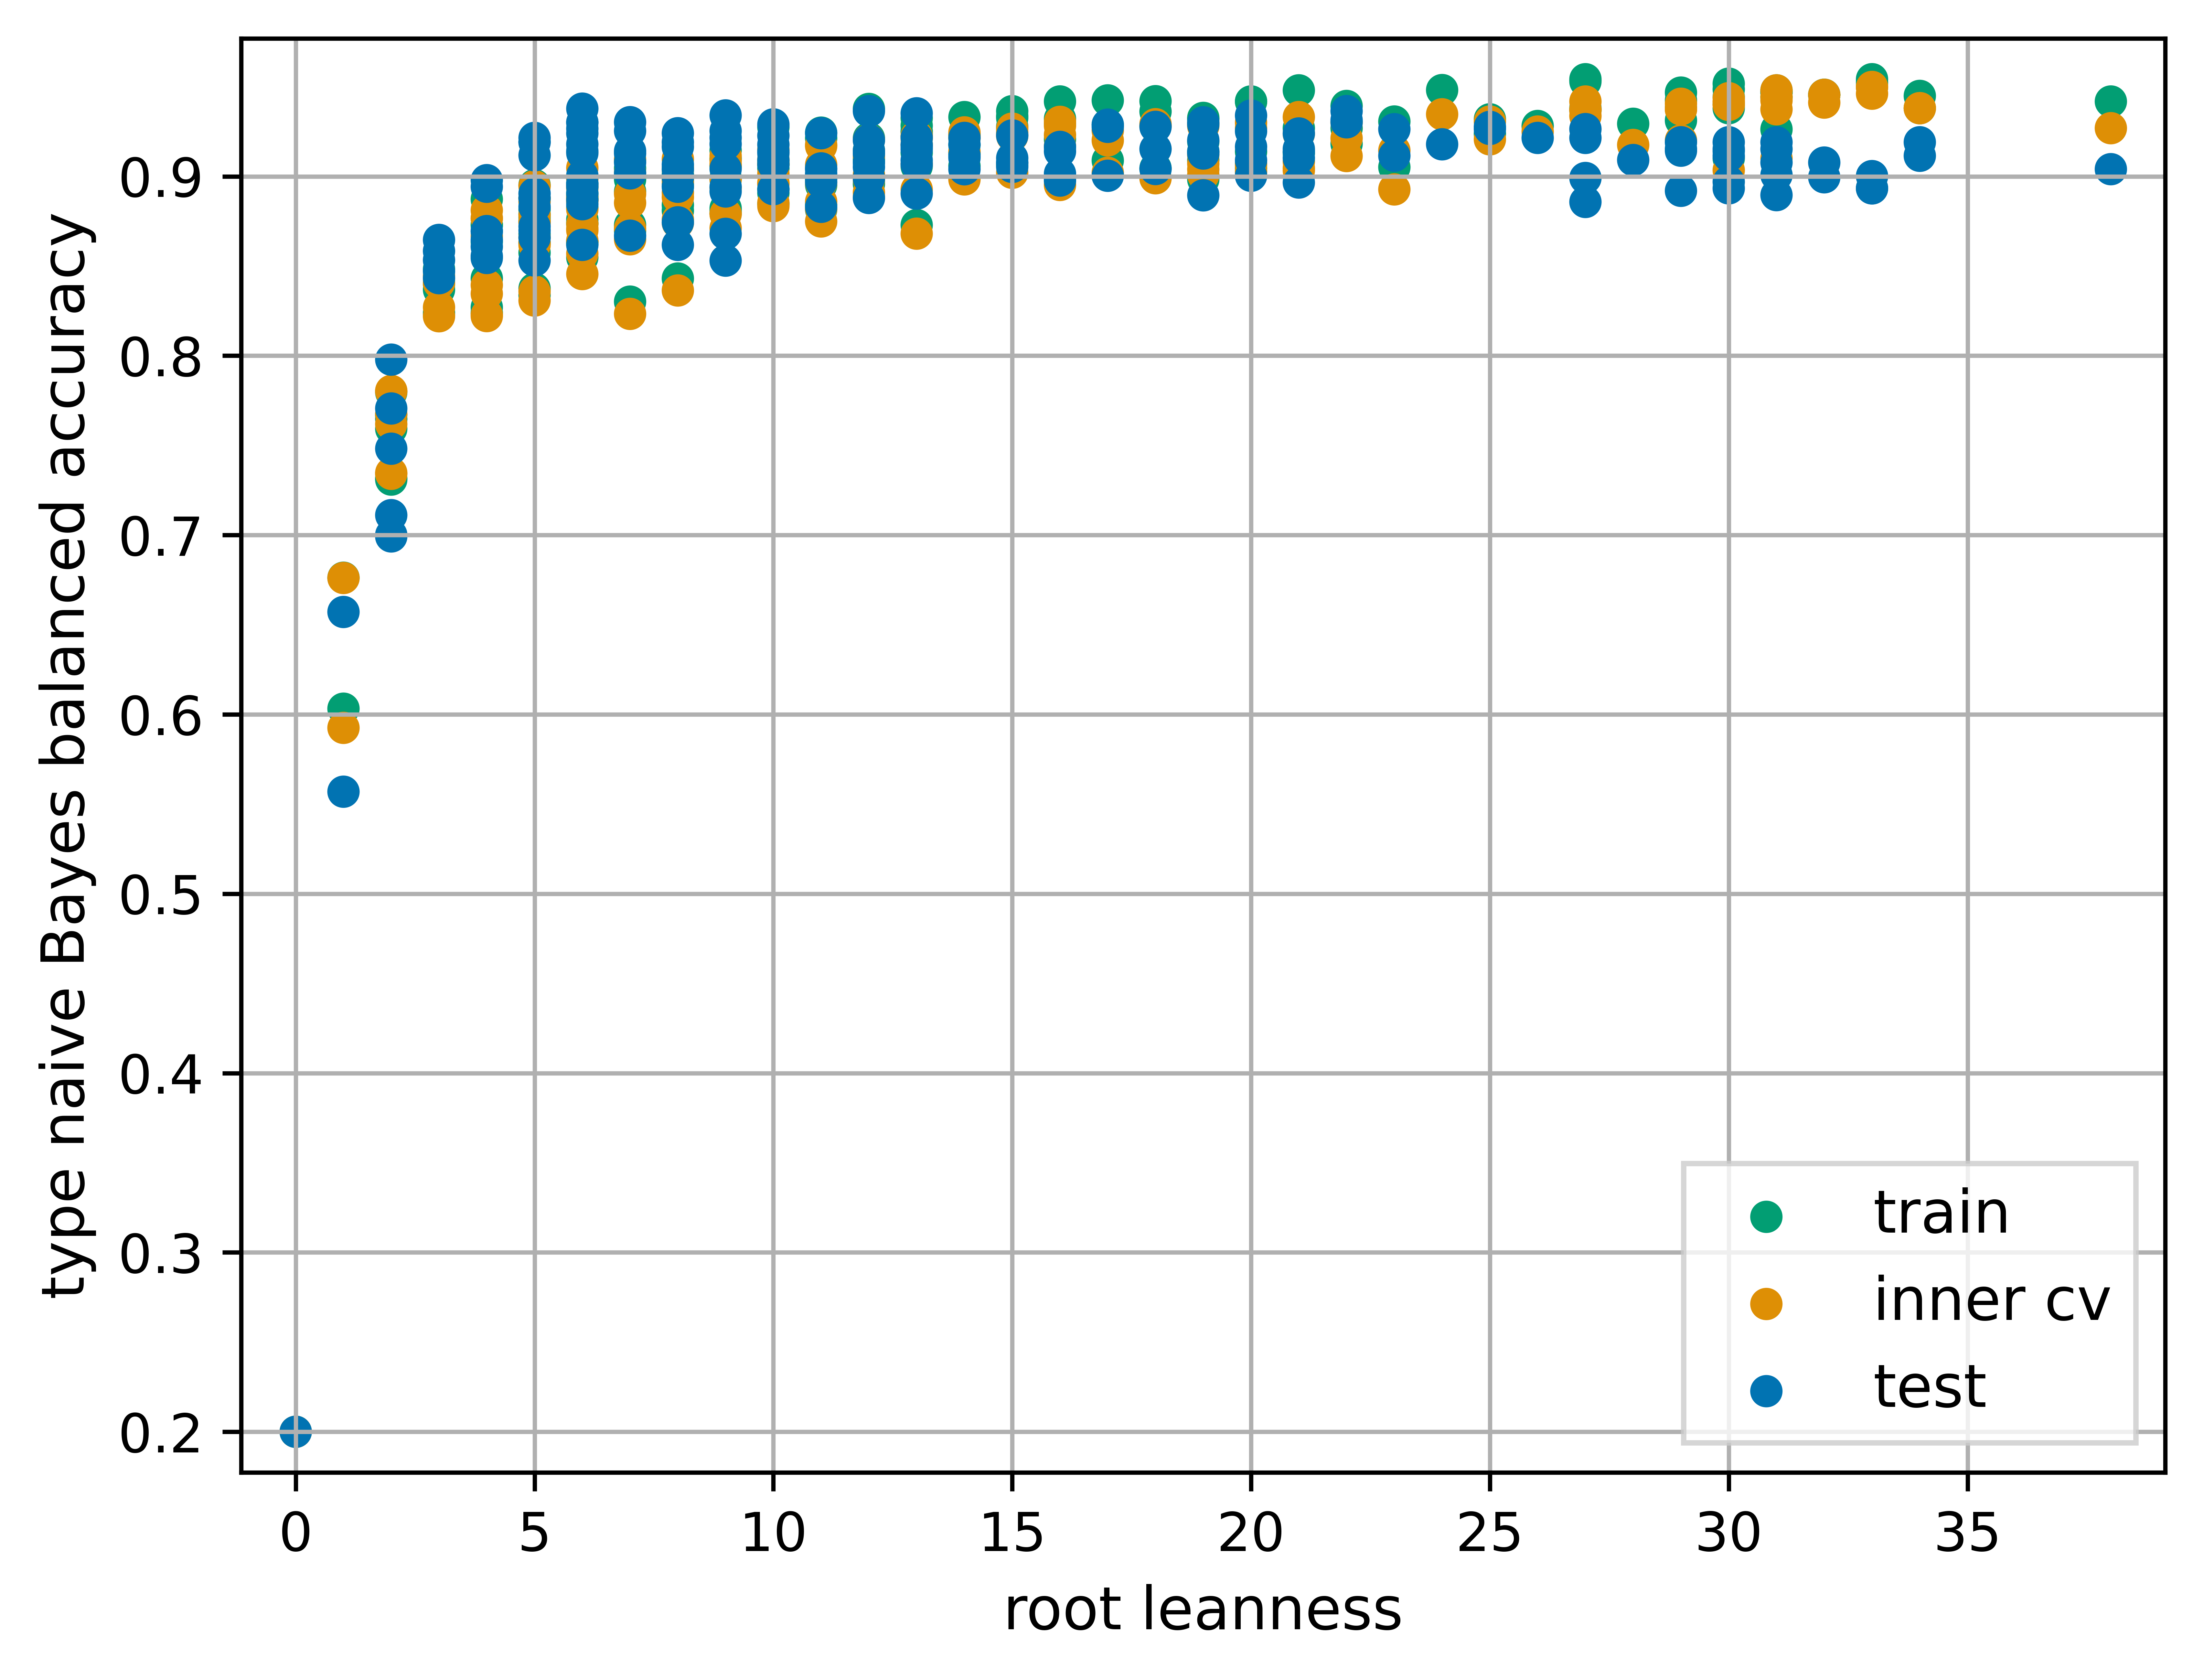 type naive Bayes balanced accuracy
0.9
0.8
0.7
0.6
0.5
0.4
0.3
0.2
train
inner cv
test
0 5 10 15 20 25 30 35
root leanness